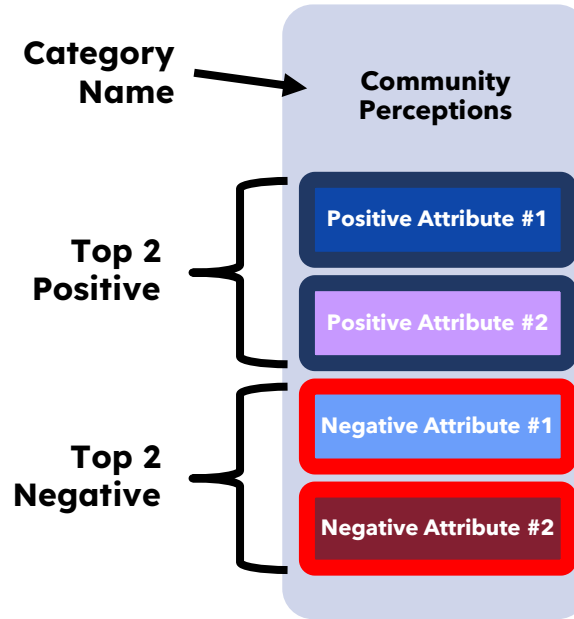 Category
Name
Community
Perceptions
Top 2
Positive
Positive Attribute #1
Positive Attribute #2
Top 2
Negative
Negative Attribute #1
Negative Attribute #2